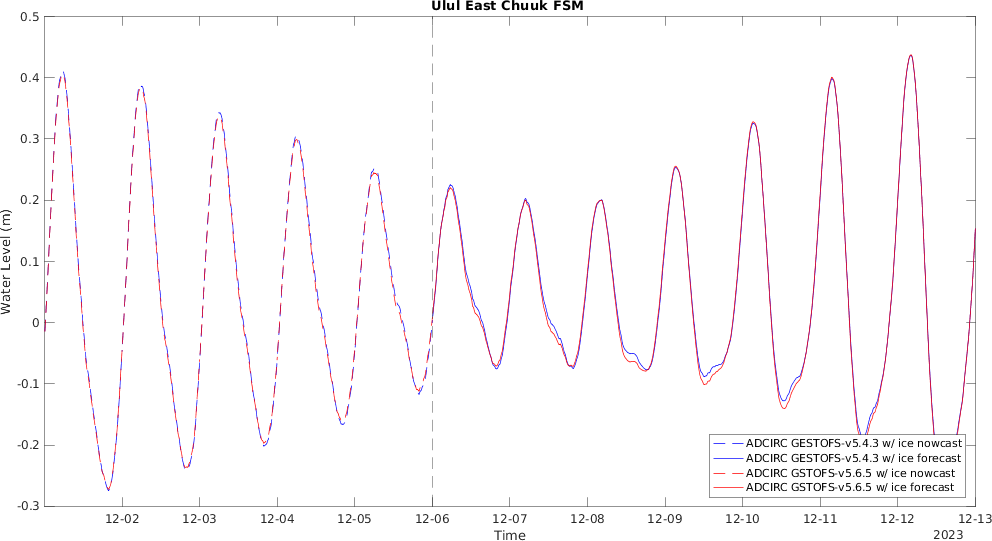 Ulul East Chuuk FSM
0.5
0.4
0.3
0.2
0.1
0
-0.1
-0.2
-0.3
Water Level (m)
ADCIRC GESTOFS-v5.4.3 w/ ice nowcast
ADCIRC GESTOFS-v5.4.3 w/ ice forecast
ADCIRC GSTOFS-v5.6.5 w/ ice nowcast
ADCIRC GSTOFS-v5.6.5 w/ ice forecast
12-02 12-03 12-04 12-05 12-06 12-07 12-08 12-09 12-10 12-11 12-12 12-13
Time
2023